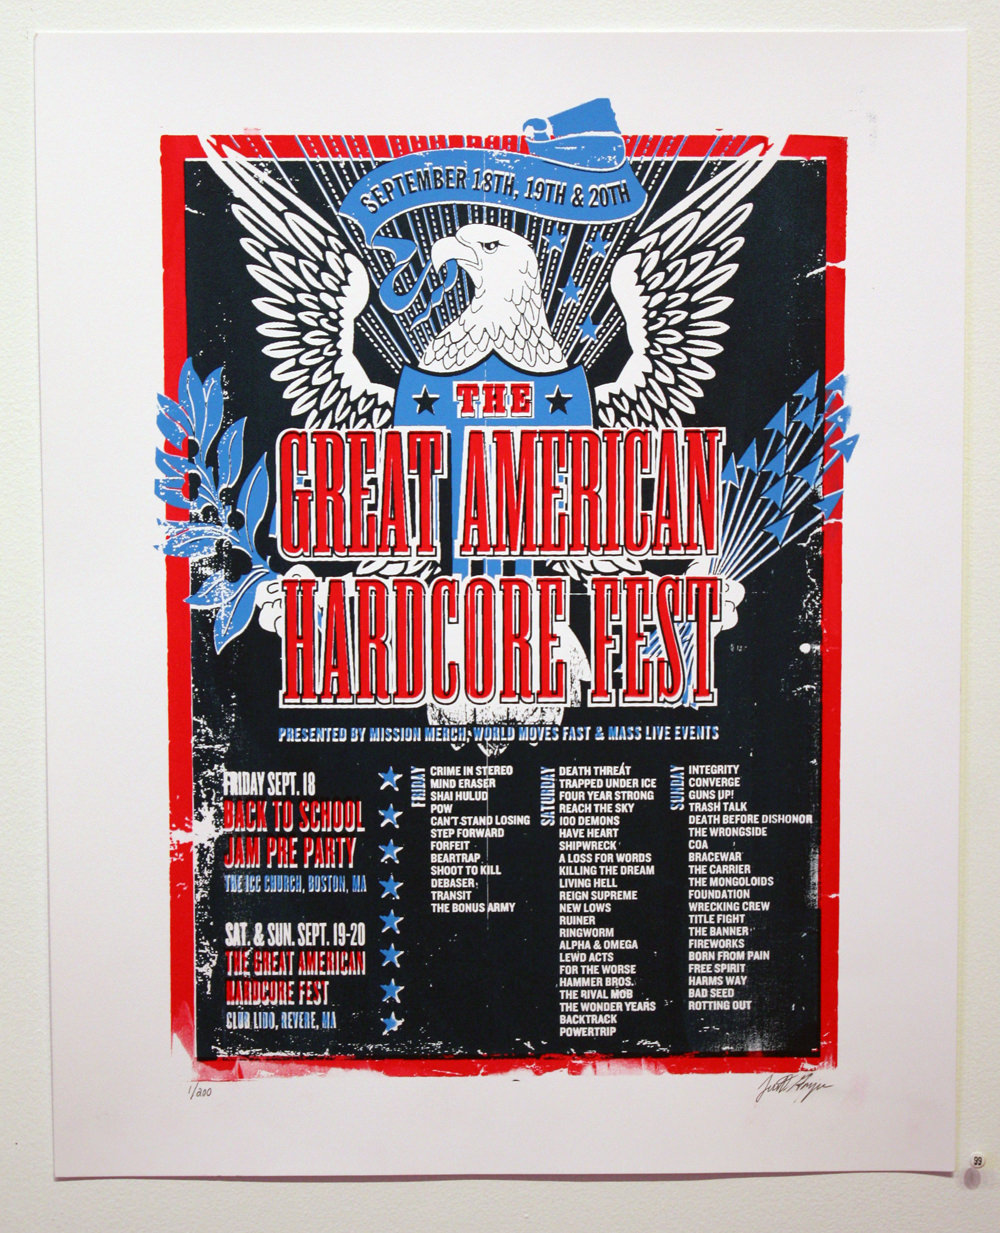 SEPTEMBER 18TH, 19TH & 20TH
THE
GREAT AMERICAN
HARDCORE FEST
PRESENTED BY MISSION MERCH, WORLD MOVES FAST & MASS LIVE EVENTS
FRIDAY SEPT. 18
BACK TO SCHOOL
JAM PRE PARTY
THE ICC CHURCH, BOSTON, MA
SAT. & SUN. SEPT. 19-20
THE GREAT AMERICAN
HARDCORE FEST
CLUB LIDO, REVERE, MA
FRIDAY
CRIME IN STEREO
MIND ERASER
SHAI HULUD
POW
CAN'T STAND LOSING
STEP FORWARD
FORFEIT
BEARTRAP
SHOOT TO KILL
DEBASER
TRANSIT
THE BONUS ARMY
SATURDAY
DEATH THREAT
TRAPPED UNDER ICE
FOUR YEAR STRONG
REACH THE SKY
100 DEMONS
HAVE HEART
SHIPWRECK
A LOSS FOR WORDS
KILLING THE DREAM
LIVING HELL
REIGN SUPREME
NEW LOWS
RUINER
RINGWORM
ALPHA & OMEGA
LEWD ACTS
FOR THE WORSE
HAMMER BROS.
THE RIVAL MOB
THE WONDER YEARS
BACKTRACK
POWERTRIP
SUNDAY
INTEGRITY
CONVERGE
GUNS UP!
TRASH TALK
DEATH BEFORE DISHONOR
THE WRONGSIDE
COA
BRACEWAR
THE CARRIER
THE MONGOLOIDS
FOUNDATION
WRECKING CREW
TITLE FIGHT
THE BANNER
FIREWORKS
BORN FROM PAIN
FREE SPIRIT
HARMS WAY
BAD SEED
ROTTING OUT
1/200
99